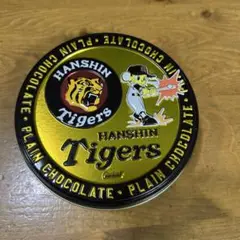 PLAIN CHOCOLATE • PLAIN CHOCOLATE • PLAIN CHOCOLATE • PLAIN CHOCOLATE •
HANSHIN
Tigers
HANSHIN
Tigers